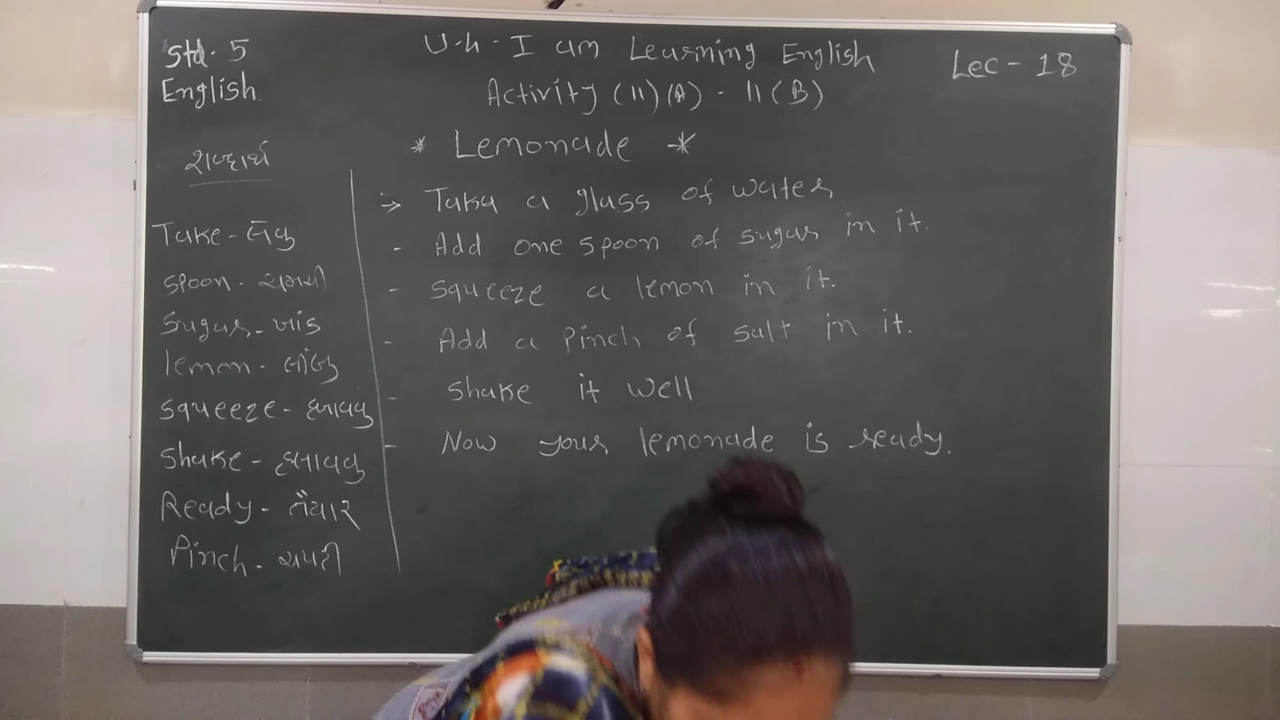 Std - 5
English
U-4 - I am Learning English
Activity (11) (A) - 11 (B)
Lec - 18
* Lemonade *
શબ્દાર્થ
Take - લેવું
Spoon - ચમચી
Sugar - ખાંડ
lemon - લીંબુ
squeeze -
Shake - હલાવવું
Ready - તૈયાર
Pinch - ચપટી
→ Take a glass of water
- Add one spoon of sugar in it.
- squeeze a lemon in it.
- Add a Pinch of salt in it.
- shake it well
- Now your lemonade is ready.